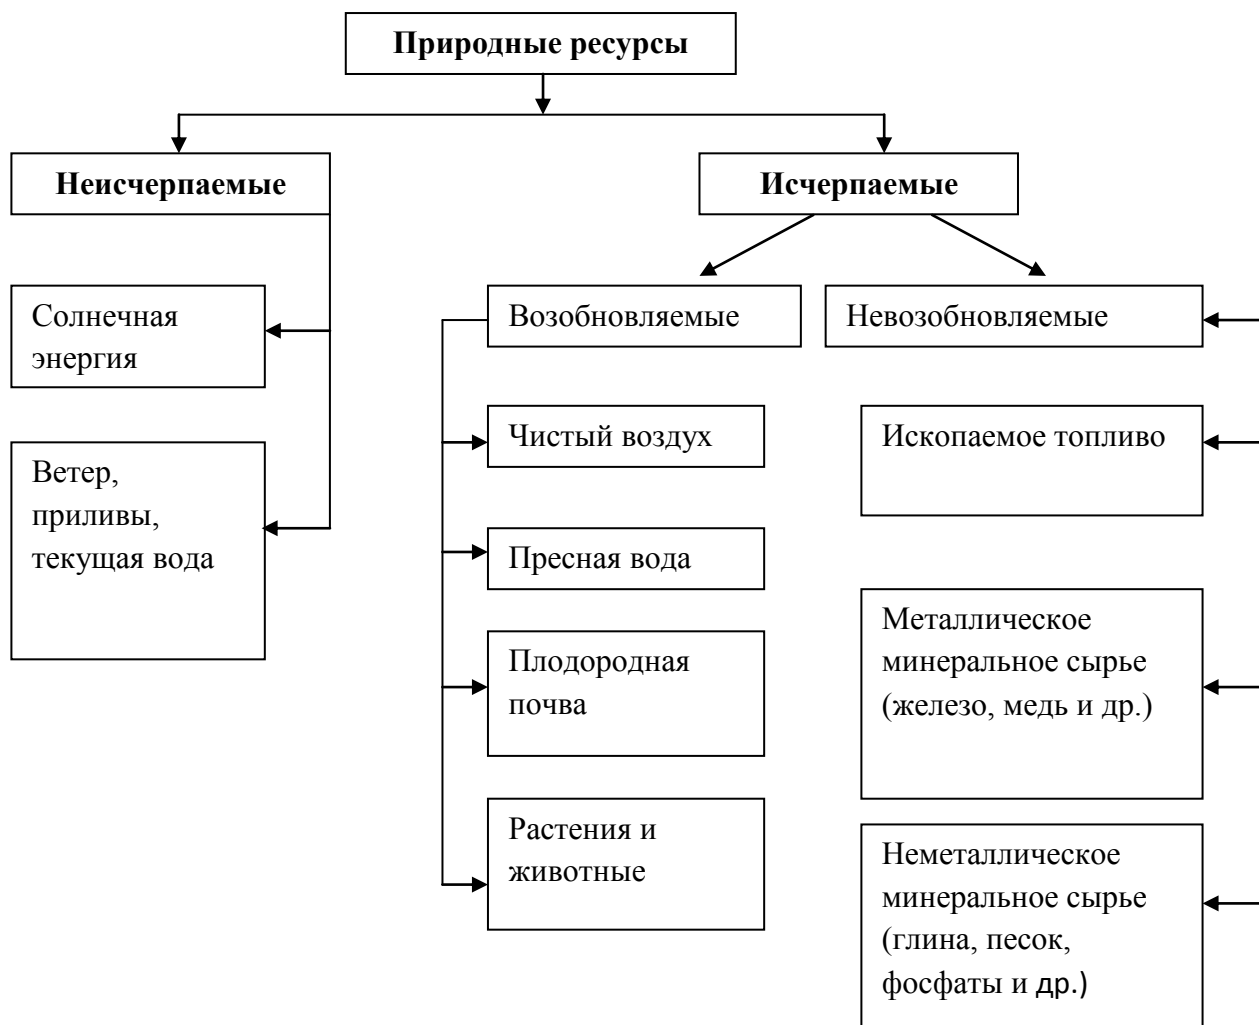 Природные ресурсы
Неисчерпаемые
Исчерпаемые
Солнечная
энергия
Ветер,
приливы,
текущая вода
Возобновляемые
Чистый воздух
Пресная вода
Плодородная
почва
Растения и
животные
Невозобновляемые
Ископаемое топливо
Металлическое
минеральное сырье
(железо, медь и др.)
Неметаллическое
минеральное сырье
(глина, песок,
фосфаты и др.)